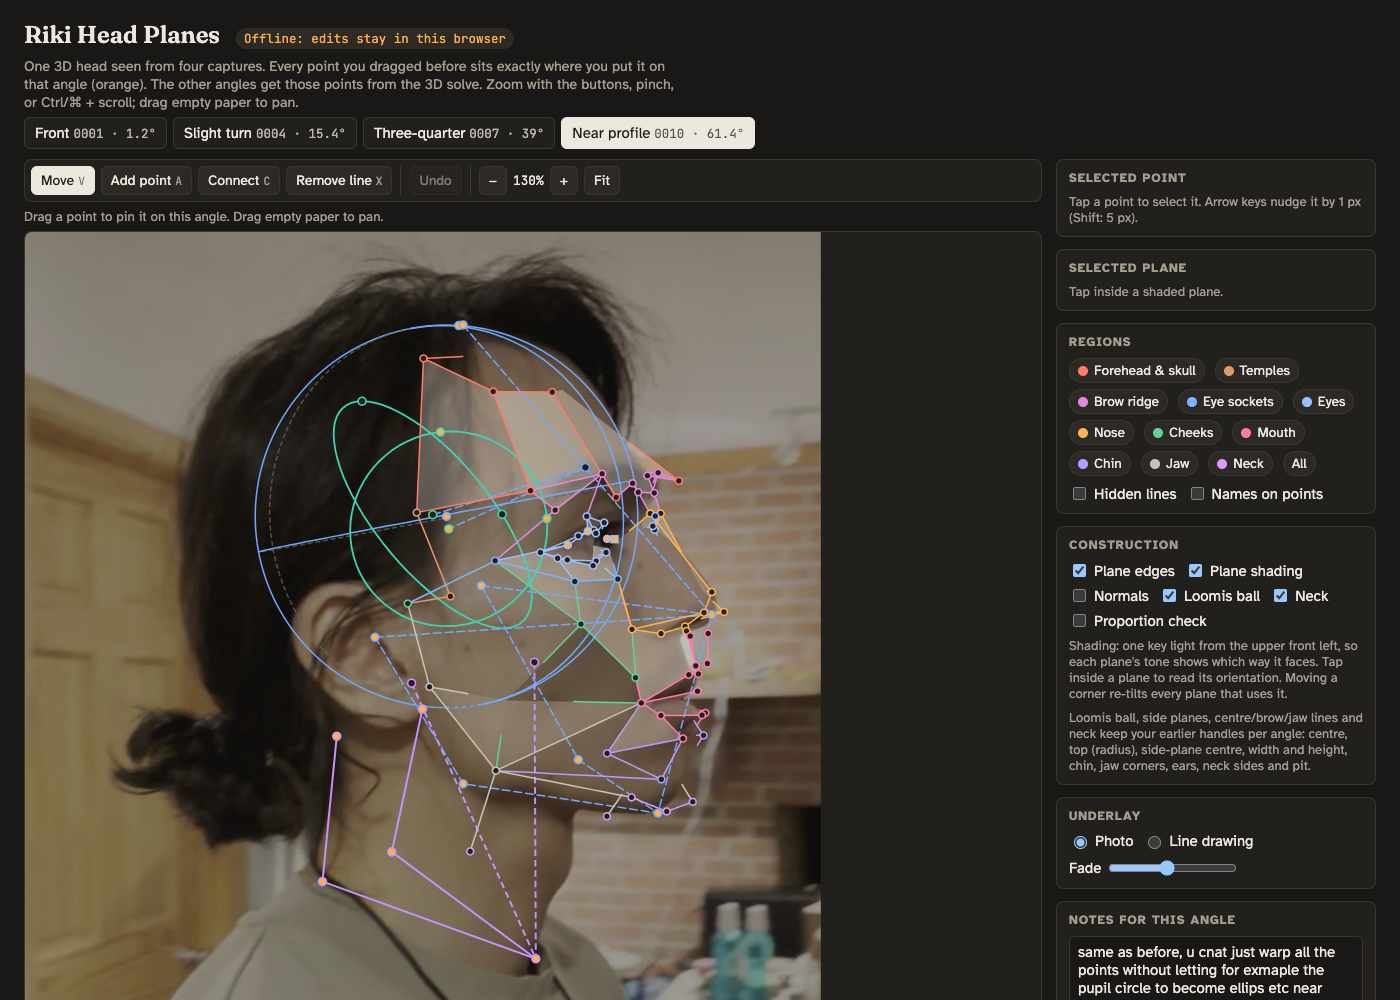 Riki Head Planes
Offline: edits stay in this browser
One 3D head seen from four captures. Every point you dragged before sits exactly where you put it on
that angle (orange). The other angles get those points from the 3D solve. Zoom with the buttons, pinch,
or Ctrl/⌘ + scroll; drag empty paper to pan.
Front 0001 · 1.2°
Slight turn 0004 · 15.4°
Three-quarter 0007 · 39°
Near profile 0010 · 61.4°
Move V
Add point A
Connect C
Remove line X
Undo
−
130%
+
Fit
Drag a point to pin it on this angle. Drag empty paper to pan.
SELECTED POINT
Tap a point to select it. Arrow keys nudge it by 1 px
(Shift: 5 px).
SELECTED PLANE
Tap inside a shaded plane.
REGIONS
Forehead & skull
Temples
Brow ridge
Eye sockets
Eyes
Nose
Cheeks
Mouth
Chin
Jaw
Neck
All
Hidden lines
Names on points
CONSTRUCTION
Plane edges
Plane shading
Normals
Loomis ball
Neck
Proportion check
Shading: one key light from the upper front left, so
each plane's tone shows which way it faces. Tap
inside a plane to read its orientation. Moving a
corner re-tilts every plane that uses it.
Loomis ball, side planes, centre/brow/jaw lines and
neck keep your earlier handles per angle: centre,
top (radius), side-plane centre, width and height,
chin, jaw corners, ears, neck sides and pit.
UNDERLAY
Photo
Line drawing
Fade
NOTES FOR THIS ANGLE
same as before, u cnat just warp all the
points without letting for exmaple the
pupil circle to become ellips etc near